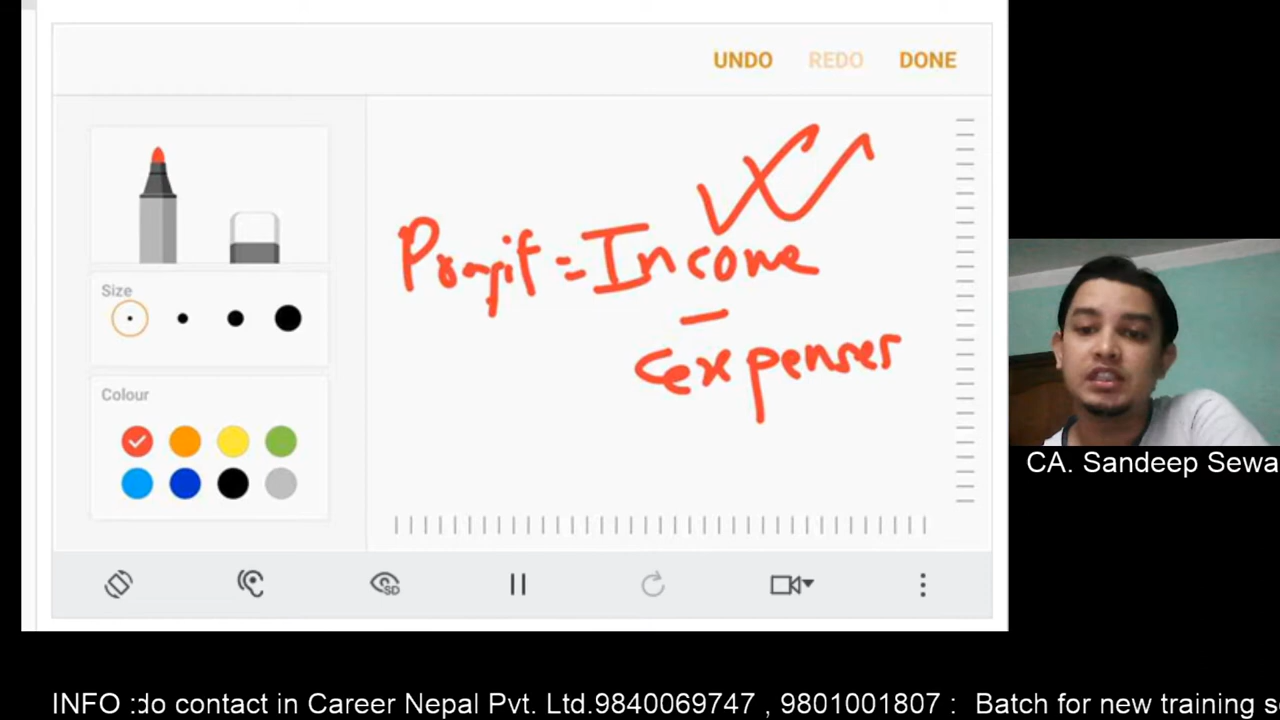 UNDO REDO DONE
Profit = Income
-
expenses
Size
Colour
SD
CA. Sandeep Sewa
INFO :do contact in Career Nepal Pvt. Ltd.9840069747 , 9801001807 : Batch for new training s